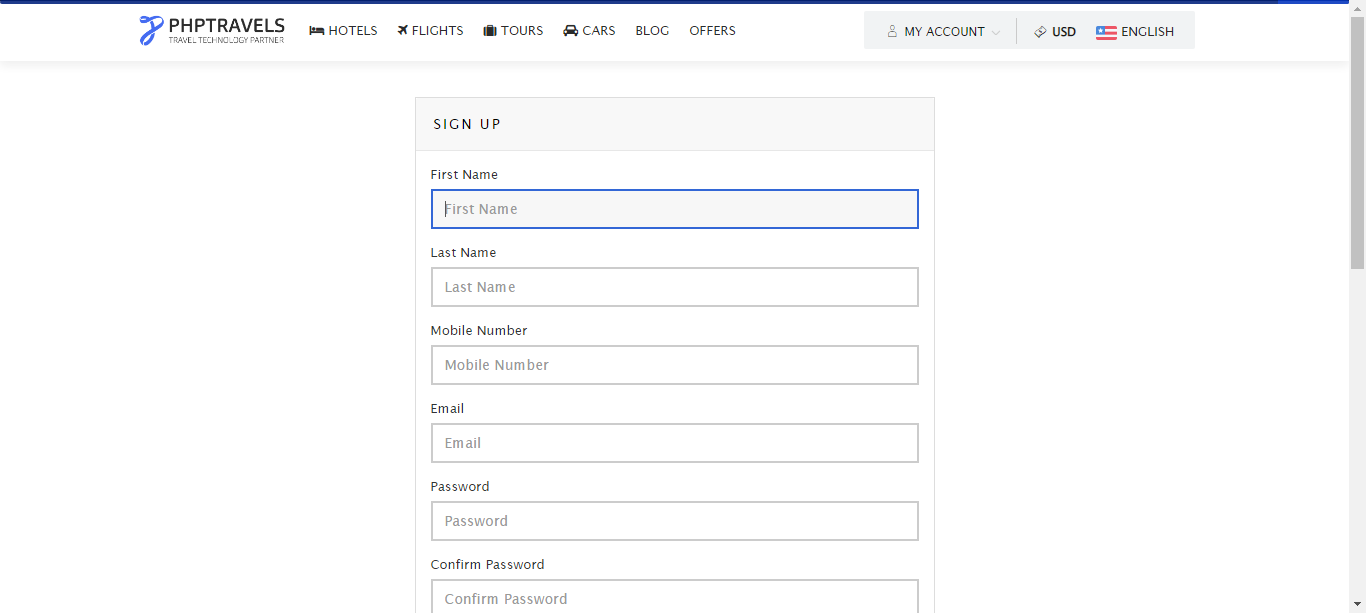 PHPTRAVELS
TRAVEL TECHNOLOGY PARTNER
HOTELS FLIGHTS TOURS CARS BLOG OFFERS MY ACCOUNT USD ENGLISH
SIGN UP
First Name
First Name
Last Name
Last Name
Mobile Number
Mobile Number
Email
Email
Password
Password
Confirm Password
Confirm Password